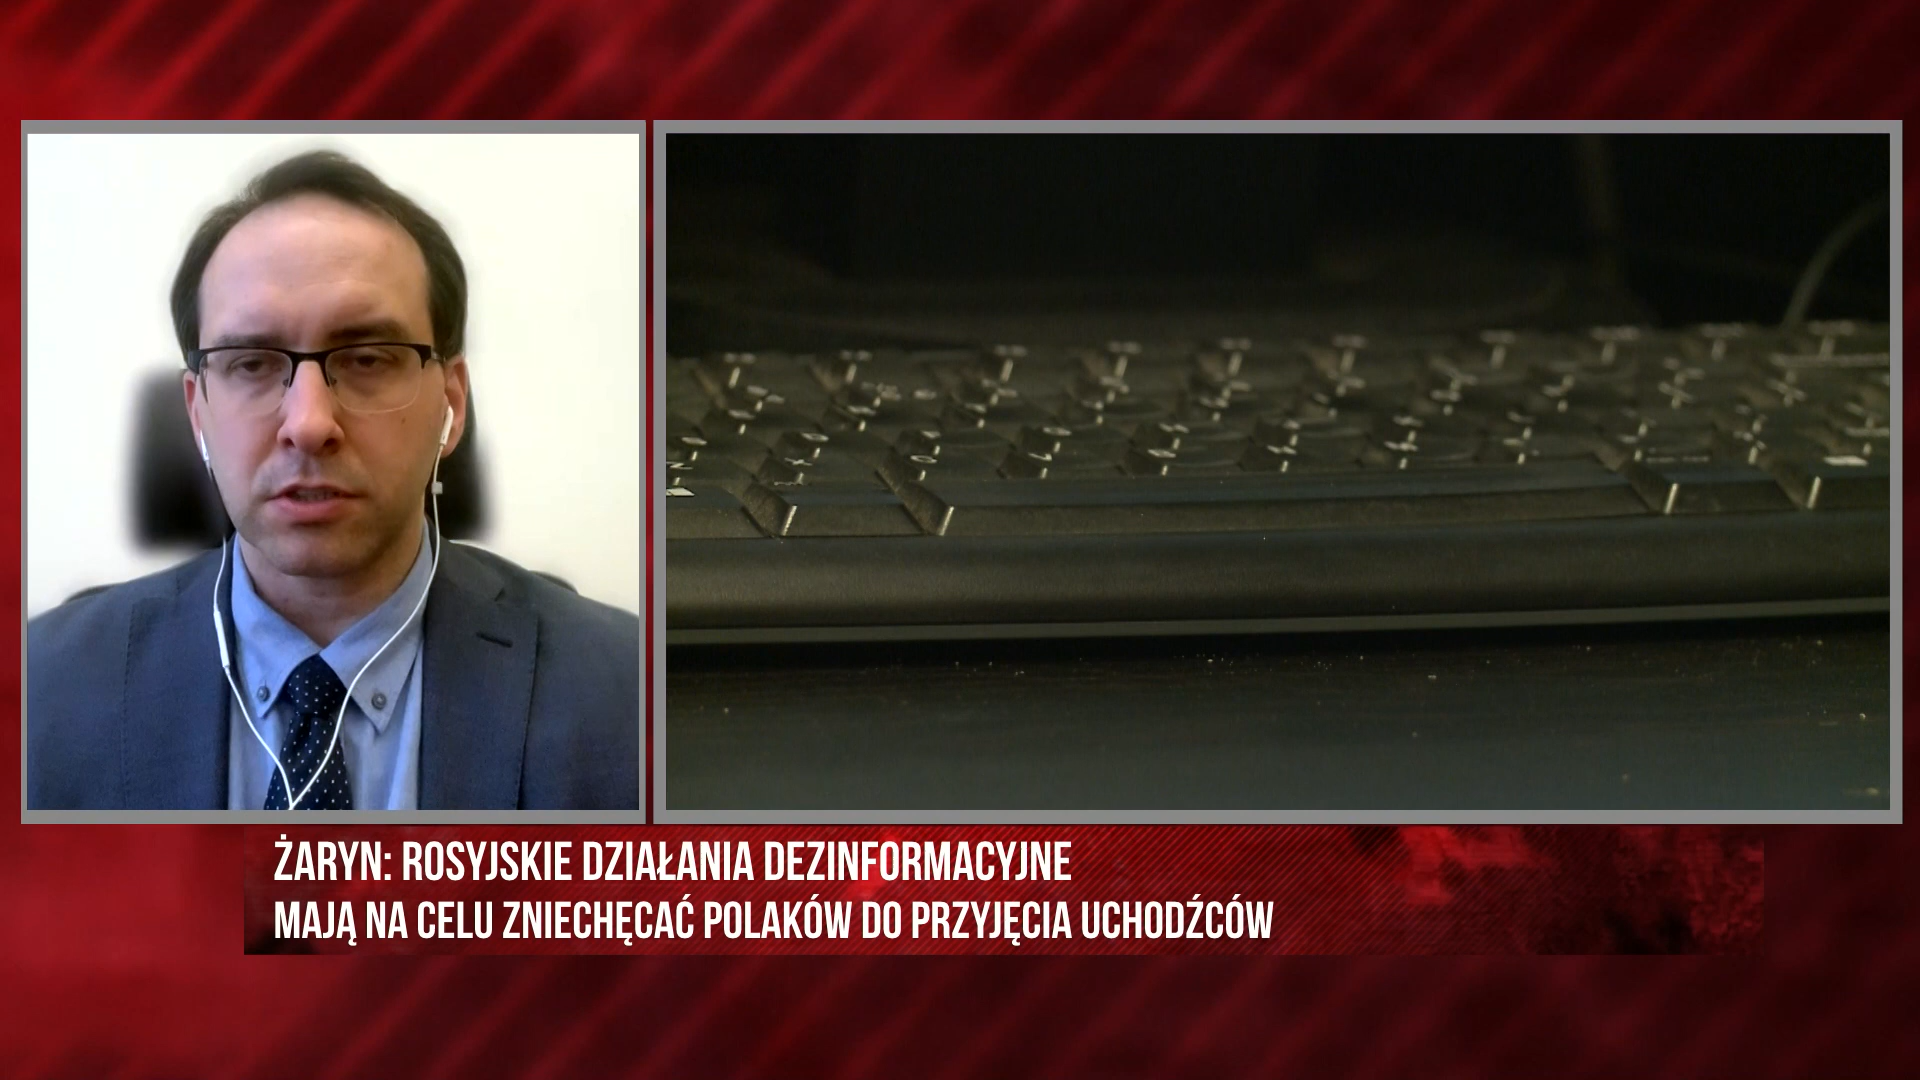 ŻARYN: ROSYJSKIE DZIAŁANIA DEZINFORMACYJNE
MAJĄ NA CELU ZNIECHĘCAĆ POLAKÓW DO PRZYJĘCIA UCHODŹCÓW